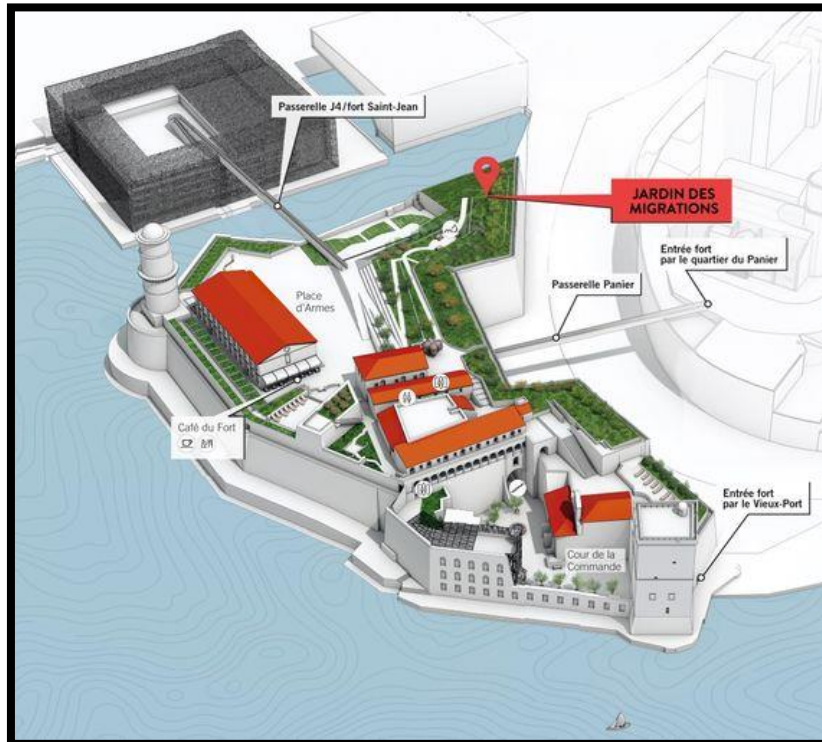 Passerelle J4/fort Saint-Jean
JARDIN DES
MIGRATIONS
Entrée fort
par le quartier du Panier
Passerelle Panier
Place
d'Armes
Café du Fort
Entrée fort
par le Vieux-Port
Cour de la
Commande